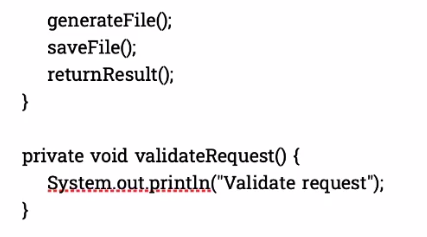 generateFile();
saveFile();
returnResult();
}
private void validateRequest() {
System.out.println("Validate request");
}